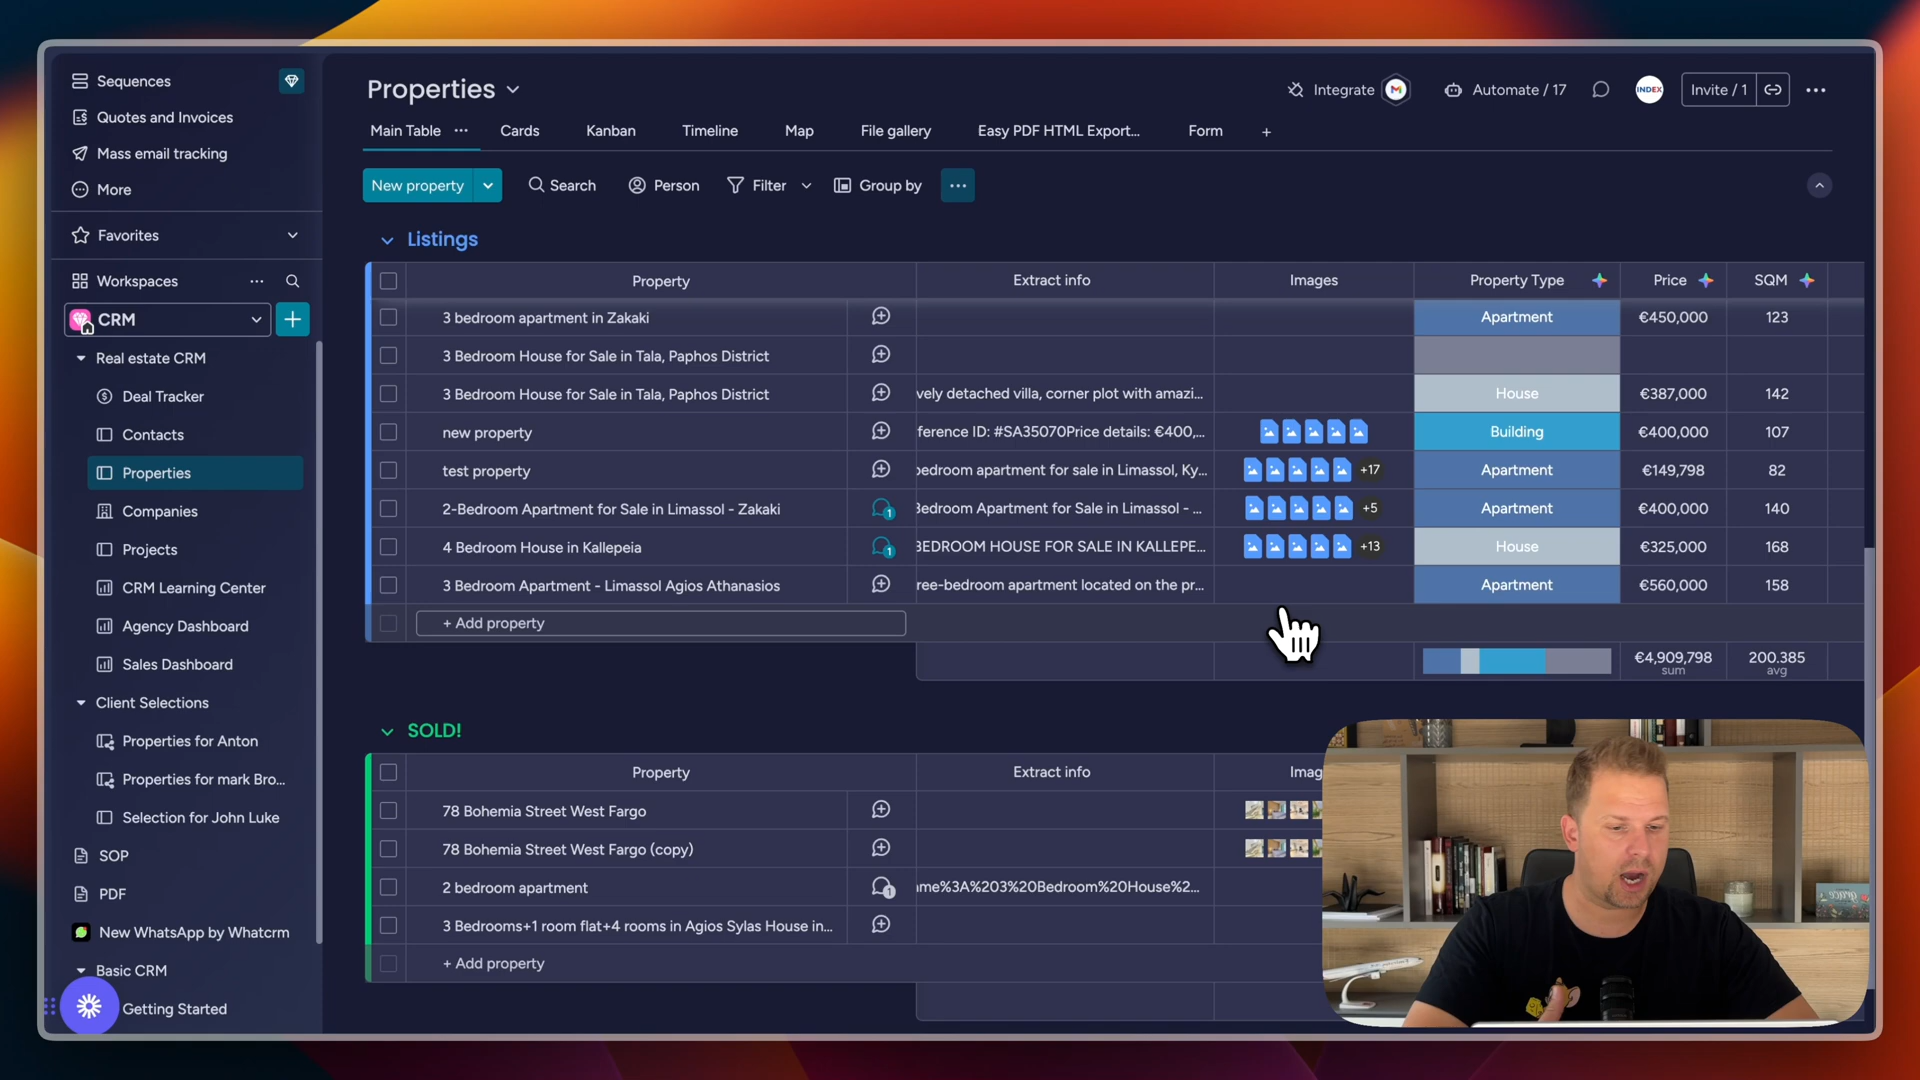 Sequences
Quotes and Invoices
Mass email tracking
More
Favorites
Workspaces
CRM
Real estate CRM
Deal Tracker
Contacts
Properties
Companies
Projects
CRM Learning Center
Agency Dashboard
Sales Dashboard
Client Selections
Properties for Anton
Properties for mark Bro...
Selection for John Luke
SOP
PDF
New WhatsApp by Whatcrm
Basic CRM
Getting Started
Properties
Integrate
Automate / 17
INDEX
Invite / 1
Main Table
Cards
Kanban
Timeline
Map
File gallery
Easy PDF HTML Export...
Form
New property
Search
Person
Filter
Group by
Listings
Property Extract info Images Property Type Price SQM
3 bedroom apartment in Zakaki Apartment €450,000 123
3 Bedroom House for Sale in Tala, Paphos District
3 Bedroom House for Sale in Tala, Paphos District vely detached villa, corner plot with amazi... House €387,000 142
new property ference ID: #SA35070Price details: €400,... Building €400,000 107
test property bedroom apartment for sale in Limassol, Ky... +17 Apartment €149,798 82
2-Bedroom Apartment for Sale in Limassol - Zakaki 1 Bedroom Apartment for Sale in Limassol - ... +5 Apartment €400,000 140
4 Bedroom House in Kallepeia 1 BEDROOM HOUSE FOR SALE IN KALLEPE... +13 House €325,000 168
3 Bedroom Apartment - Limassol Agios Athanasios ree-bedroom apartment located on the pr... Apartment €560,000 158
+ Add property
€4,909,798 200.385
sum avg
SOLD!
Property Extract info Imag
78 Bohemia Street West Fargo
78 Bohemia Street West Fargo (copy)
2 bedroom apartment 1 ame%3A%203%20Bedroom%20House%2...
3 Bedrooms+1 room flat+4 rooms in Agios Sylas House in...
+ Add property